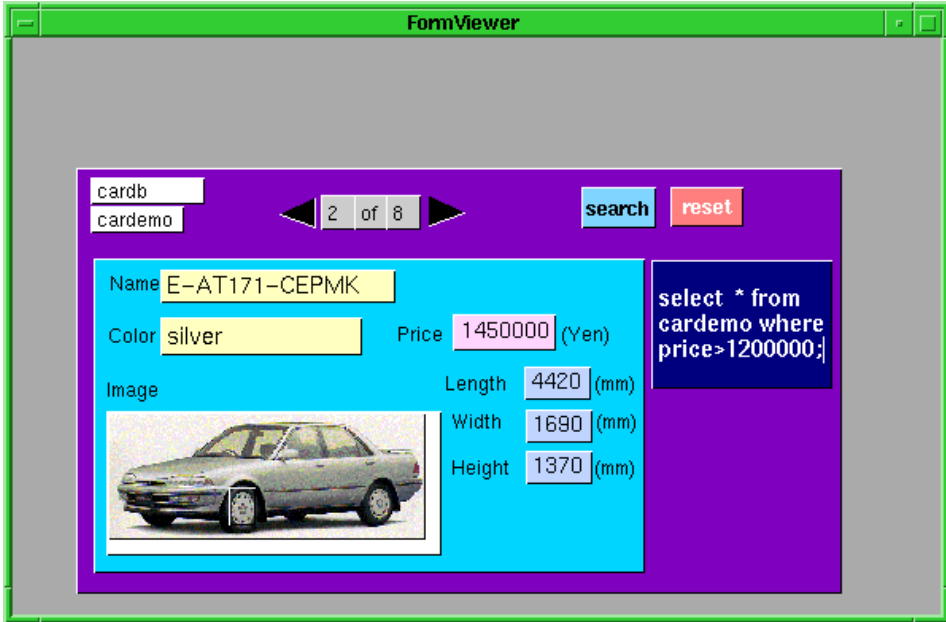 FormViewer
cardb
cardemo
2 of 8
search
reset
Name E-AT171-CEPMK
Color silver
Price 1450000 (Yen)
Image
Length 4420 (mm)
Width 1690 (mm)
Height 1370 (mm)
select * from
cardemo where
price>1200000;